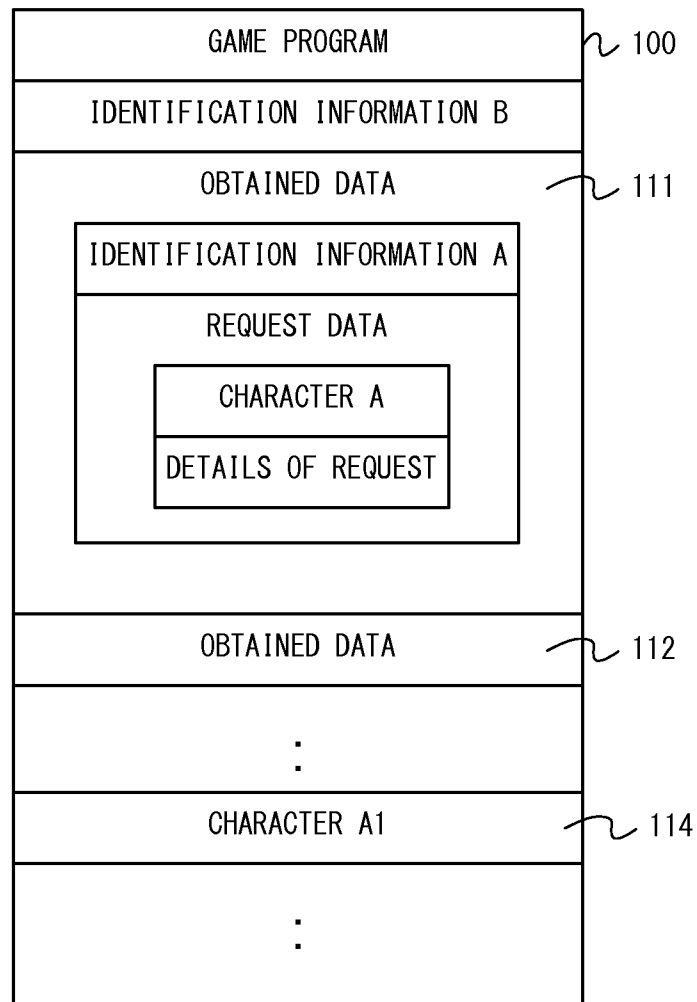 GAME PROGRAM 100
IDENTIFICATION INFORMATION B
OBTAINED DATA 111
IDENTIFICATION INFORMATION A
REQUEST DATA
CHARACTER A
DETAILS OF REQUEST
OBTAINED DATA 112
:
CHARACTER A1 114
: